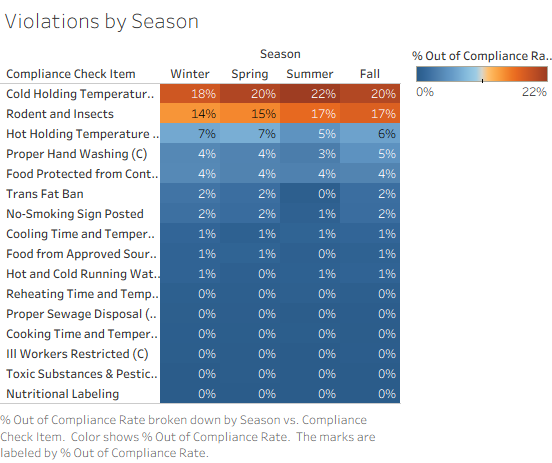 Violations by Season
Season
% Out of Compliance Ra..
Compliance Check Item Winter Spring Summer Fall
0% 22%
Cold Holding Temperatur.. 18% 20% 22% 20%
Rodent and Insects 14% 15% 17% 17%
Hot Holding Temperature .. 7% 7% 5% 6%
Proper Hand Washing (C) 4% 4% 3% 5%
Food Protected from Cont.. 4% 4% 4% 4%
Trans Fat Ban 2% 2% 0% 2%
No-Smoking Sign Posted 2% 2% 1% 2%
Cooling Time and Temper.. 1% 1% 1% 1%
Food from Approved Sour.. 1% 1% 0% 1%
Hot and Cold Running Wat.. 1% 0% 1% 1%
Reheating Time and Temp.. 0% 0% 0% 0%
Proper Sewage Disposal (.. 0% 0% 0% 0%
Cooking Time and Temper.. 0% 0% 0% 0%
Ill Workers Restricted (C) 0% 0% 0% 0%
Toxic Substances & Pestic.. 0% 0% 0% 0%
Nutritional Labeling 0% 0% 0% 0%
% Out of Compliance Rate broken down by Season vs. Compliance
Check Item. Color shows % Out of Compliance Rate. The marks are
labeled by % Out of Compliance Rate.